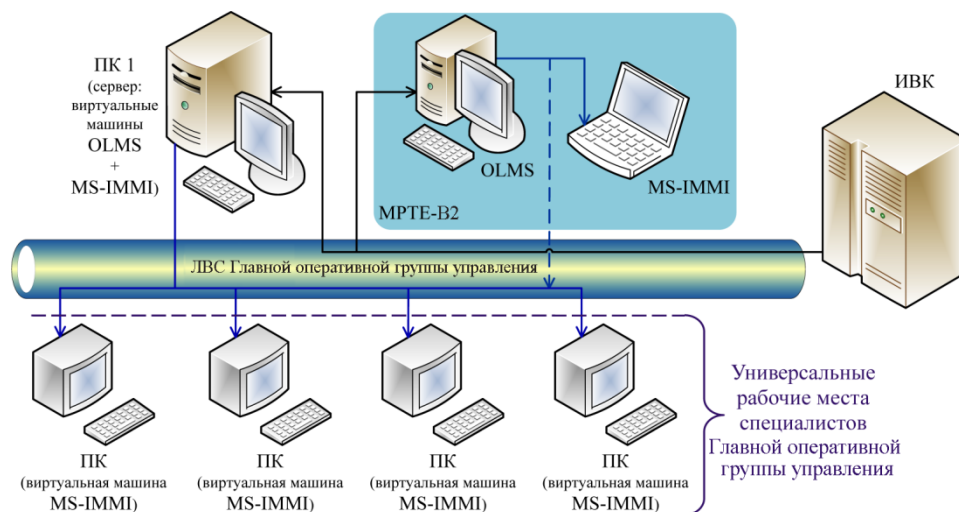 ПК 1
(сервер:
виртуальные
машины
OLMS
+
MS-IMMI)
OLMS
MS-IMMI
MPTE-B2
ИВК
ЛВС Главной оперативной группы управления
ПК
(виртуальная машина
MS-IMMI)
ПК
(виртуальная машина
MS-IMMI)
ПК
(виртуальная машина
MS-IMMI)
ПК
(виртуальная машина
MS-IMMI)
Универсальные
рабочие места
специалистов
Главной оперативной
группы управления